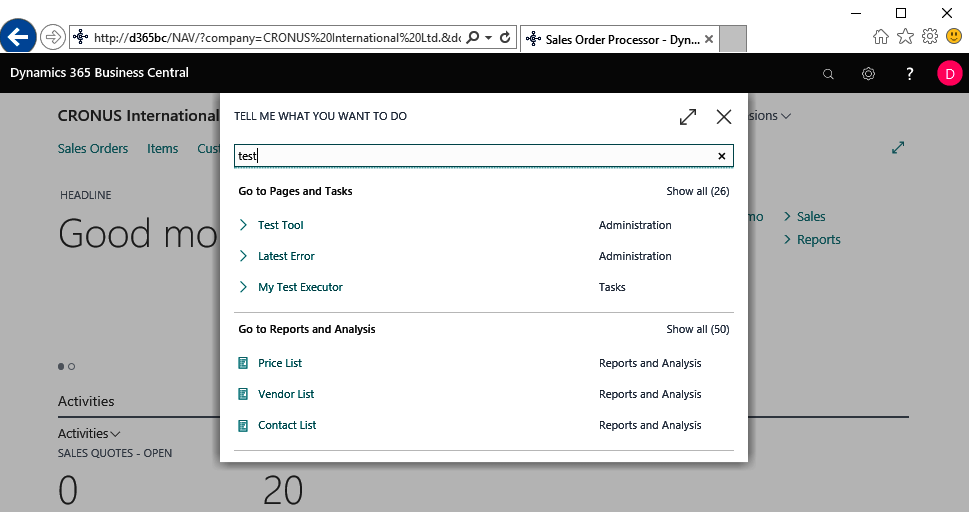 http://d365bc/NAV/?company=CRONUS%20International%20Ltd.&dc
Sales Order Processor - Dyn...
Dynamics 365 Business Central
? D
CRONUS International
sions
TELL ME WHAT YOU WANT TO DO
Sales Orders Items Cust
test
HEADLINE
Go to Pages and Tasks Show all (26)
Good mo
mo Sales
Test Tool Administration
Reports
Latest Error Administration
My Test Executor Tasks
Go to Reports and Analysis Show all (50)
Price List Reports and Analysis
Vendor List Reports and Analysis
Contact List Reports and Analysis
Activities
Activities
SALES QUOTES - OPEN
0 20